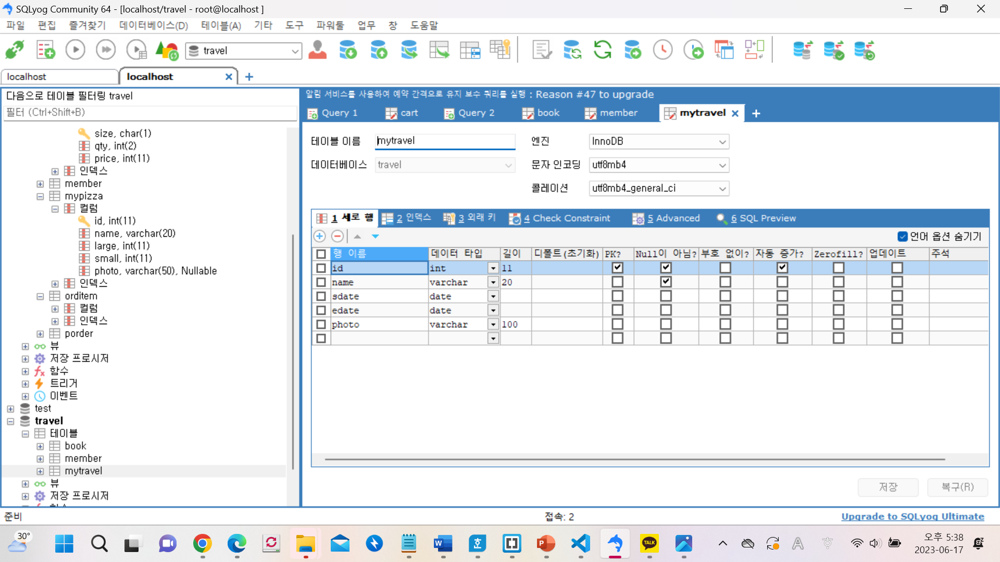 SQLyog Community 64 - [localhost/travel - root@localhost ]
파일 편집 즐겨찾기 데이터베이스(D) 테이블(A) 기타 도구 파워툴 업무 창 도움말
travel
localhost
localhost
다음으로 테이블 필터링 travel
필터 (Ctrl+Shift+B)
size, char(1)
qty, int(2)
price, int(11)
인덱스
member
mypizza
컬럼
id, int(11)
name, varchar(20)
large, int(11)
small, int(11)
photo, varchar(50), Nullable
인덱스
orditem
컬럼
인덱스
porder
뷰
저장 프로시저
함수
트리거
이벤트
test
travel
테이블
book
member
mytravel
뷰
저장 프로시저
알림 서비스를 사용하여 예약 간격으로 유지 보수 쿼리를 실행 : Reason #47 to upgrade
Query 1 cart Query 2 book member mytravel
테이블 이름 mytravel 엔진 InnoDB
데이터베이스 travel 문자 인코딩 utf8mb4
콜레이션 utf8mb4_general_ci
1 세로 행 2 인덱스 3 외래 키 4 Check Constraint 5 Advanced 6 SQL Preview
언어 옵션 숨기기
행 이름 데이터 타입 길이 디폴트(초기화) PK? Null이 아님? 부호 없이? 자동 증가? Zerofill? 업데이트 주석
id int 11
name varchar 20
sdate date
edate date
photo varchar 100
저장 복구(R)
준비 접속: 2 Upgrade to SQLyog Ultimate
30°
TALK
오후 5:38
2023-06-17